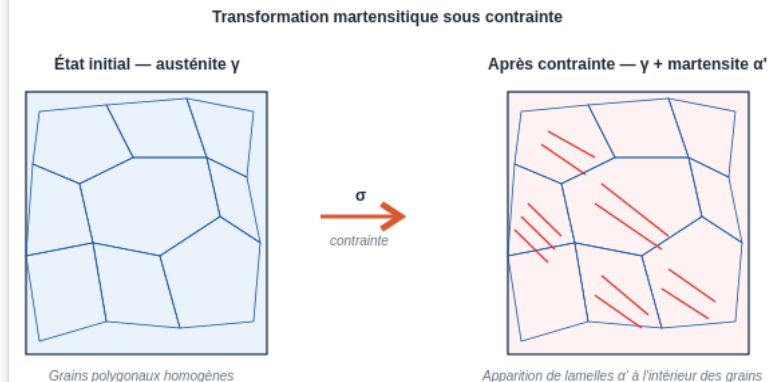 Transformation martensitique sous contrainte
État initial — austénite γ
Après contrainte — γ + martensite α'
σ
contrainte
Grains polygonaux homogènes
Apparition de lamelles α' à l'intérieur des grains